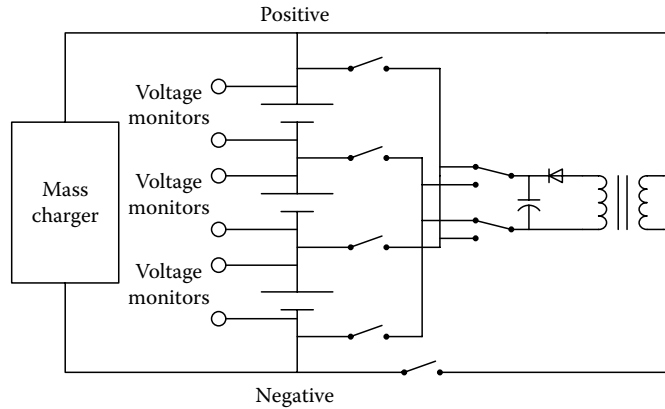 Positive
Voltage
monitors
Voltage
monitors
Mass
charger
Voltage
monitors
Negative